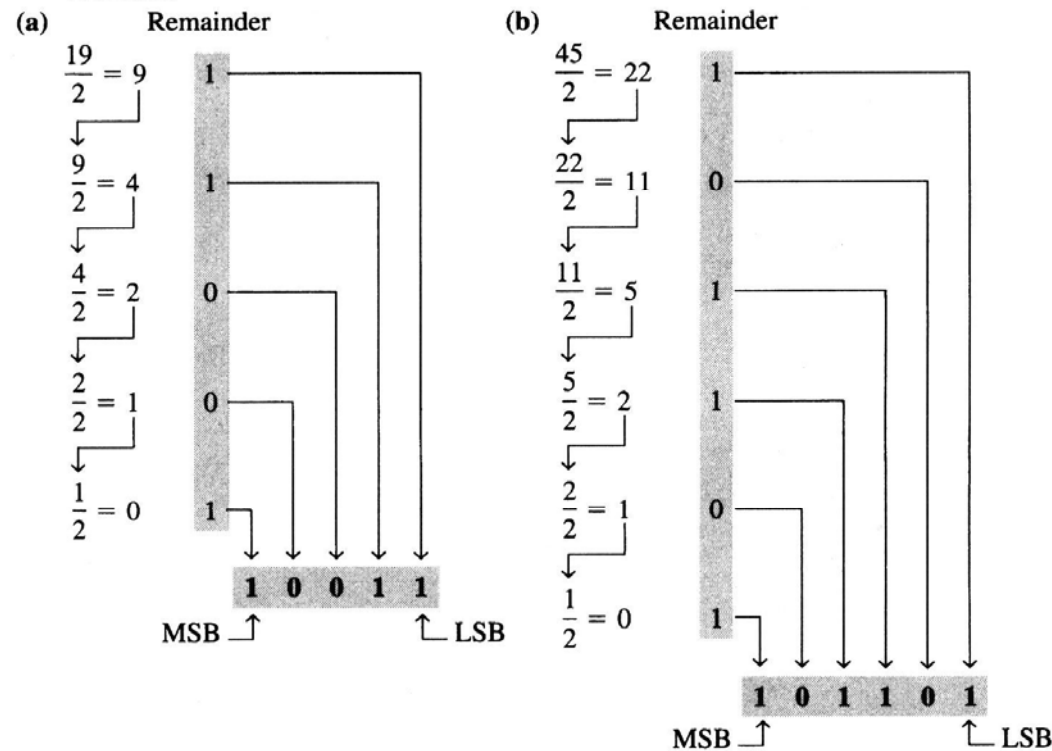 (a) Remainder
19/2 = 9 1
9/2 = 4 1
4/2 = 2 0
2/2 = 1 0
1/2 = 0 1
1 0 0 1 1
MSB LSB
(b) Remainder
45/2 = 22 1
22/2 = 11 0
11/2 = 5 1
5/2 = 2 1
2/2 = 1 0
1/2 = 0 1
1 0 1 1 0 1
MSB LSB